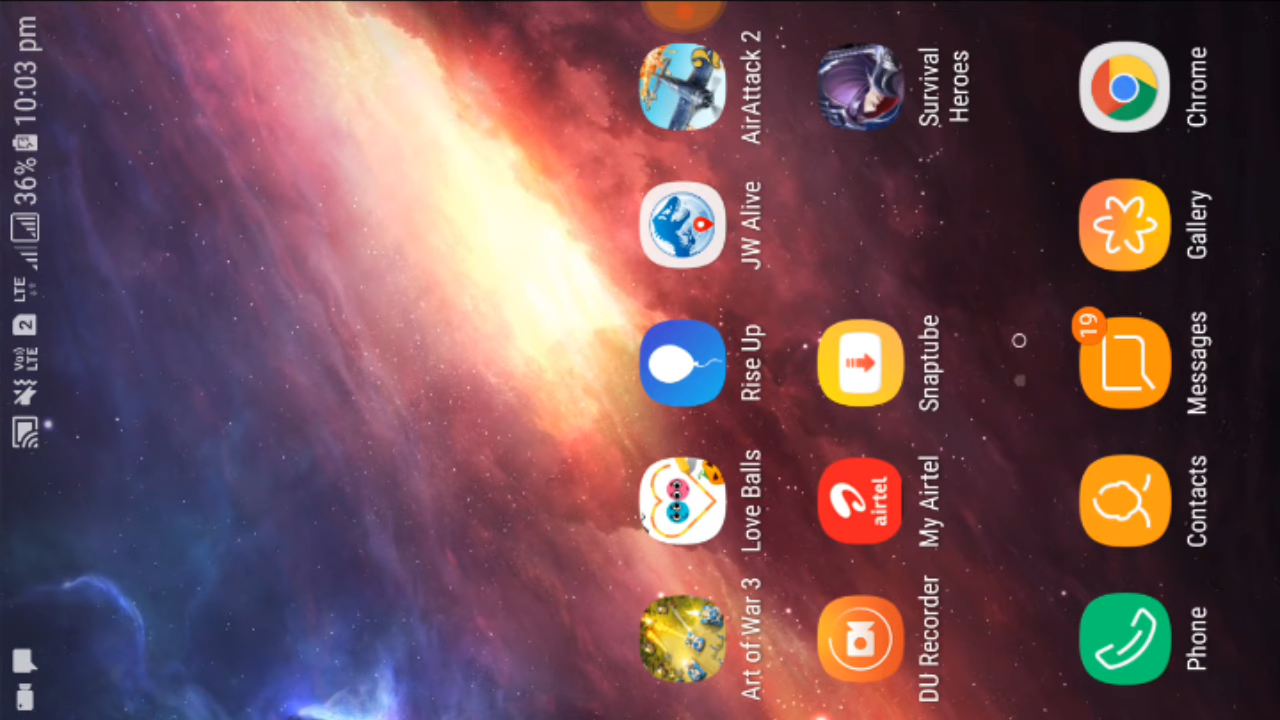 Vo))
LTE
2
LTE
36%
10:03 pm
Art of War 3
Love Balls
Rise Up
JW Alive
AirAttack 2
airtel
DU Recorder
My Airtel
Snaptube
Survival
Heroes
19
Phone
Contacts
Messages
Gallery
Chrome